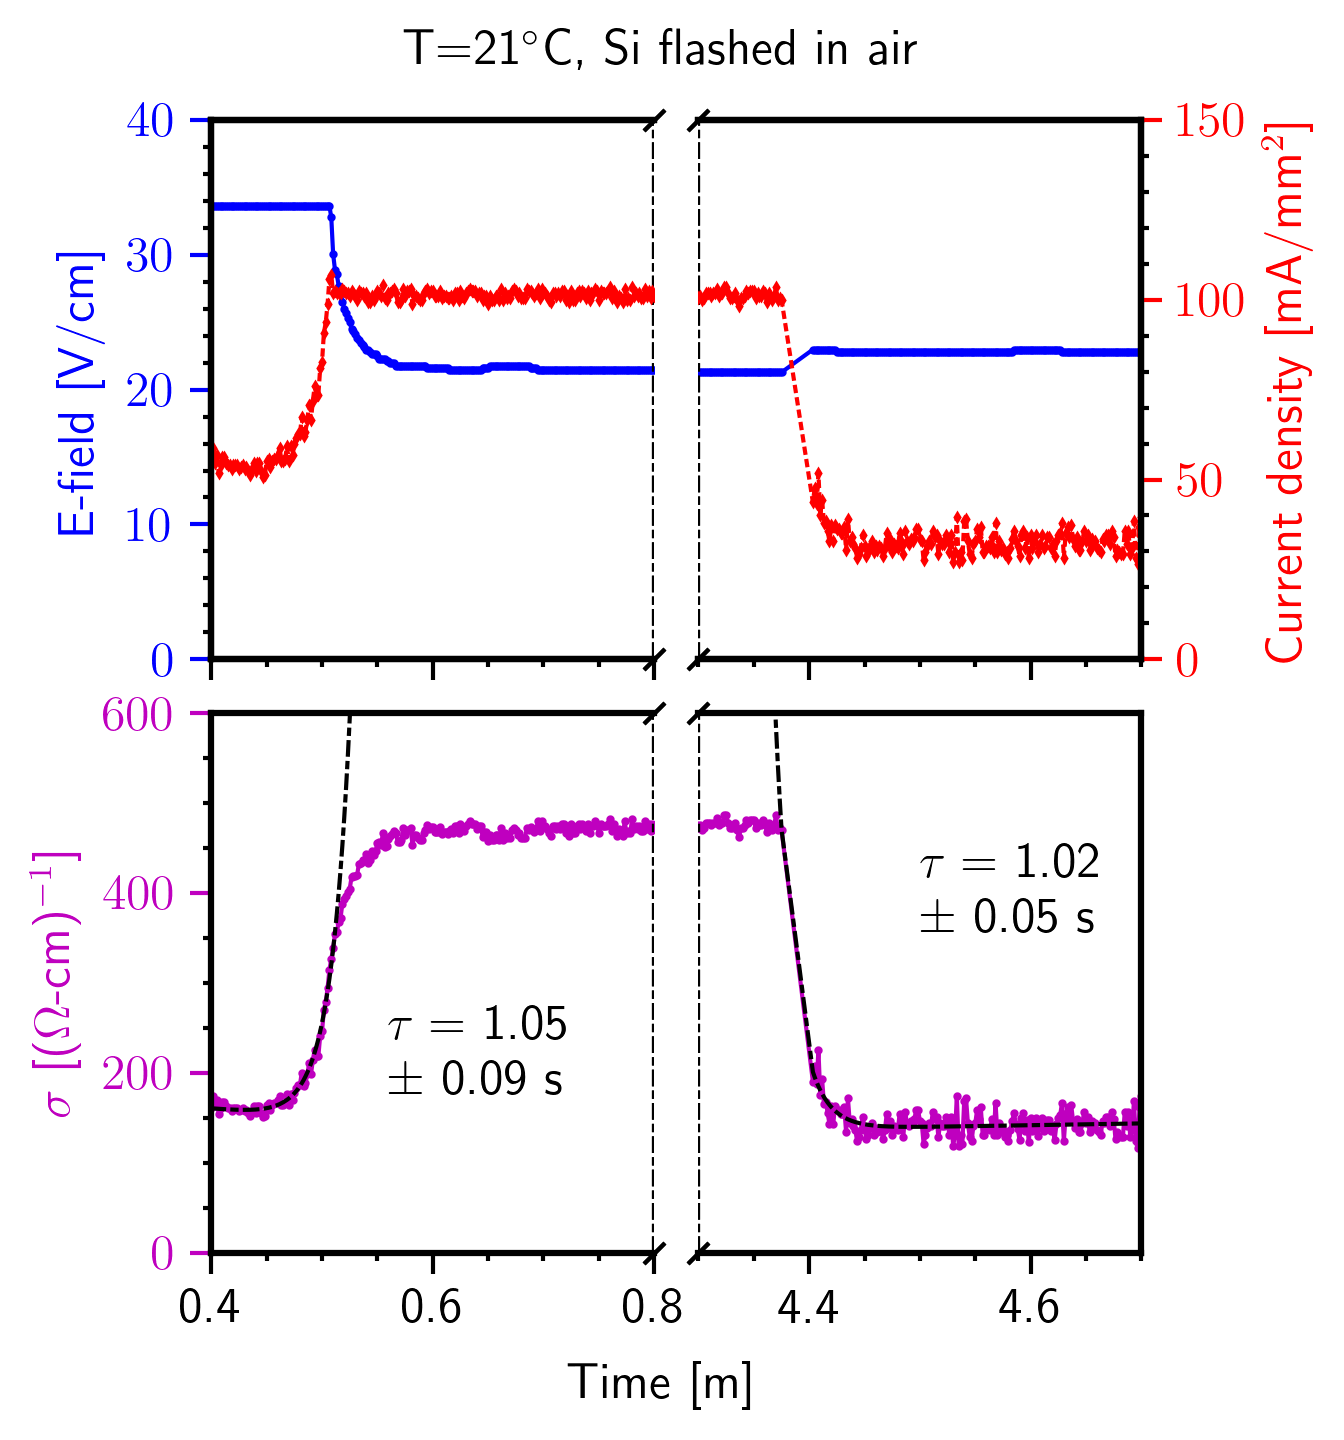 T=21°C, Si flashed in air
40
30
20
10
0
E-field [V/cm]
150
100
50
0
Current density [mA/mm²]
600
400
200
0
σ [(Ω-cm)⁻¹]
τ = 1.05
± 0.09 s
τ = 1.02
± 0.05 s
0.4
0.6
0.8
4.4
4.6
Time [m]